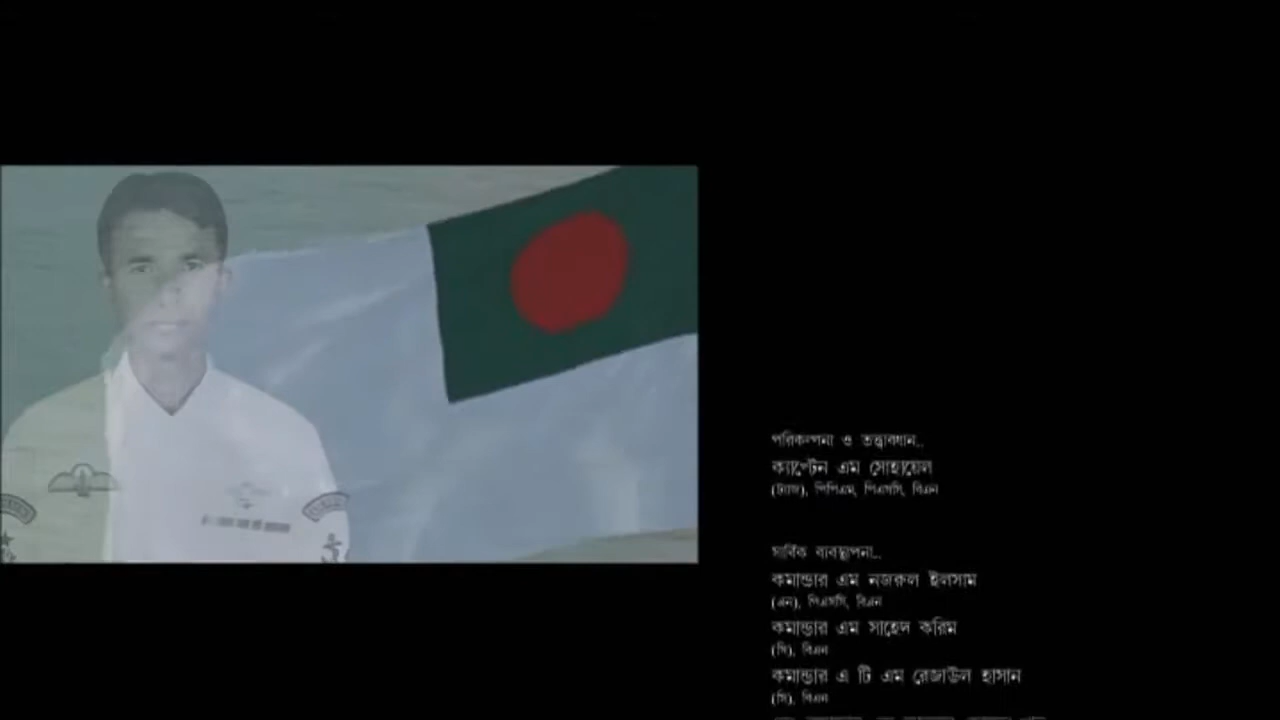 পরিকল্পনা ও তত্ত্বাবধান..
ক্যাপ্টেন এম সোহায়েল
(ট্যাজ), পিপিএম, পিএসসি, বিএন
সার্বিক ব্যবস্থাপনা..
কমান্ডার এম নজরুল ইসলাম
(এন), পিএসসি, বিএন
কমান্ডার এম সাহেদ করিম
(সি), বিএন
কমান্ডার এ টি এম রেজাউল হাসান
(সি), বিএন